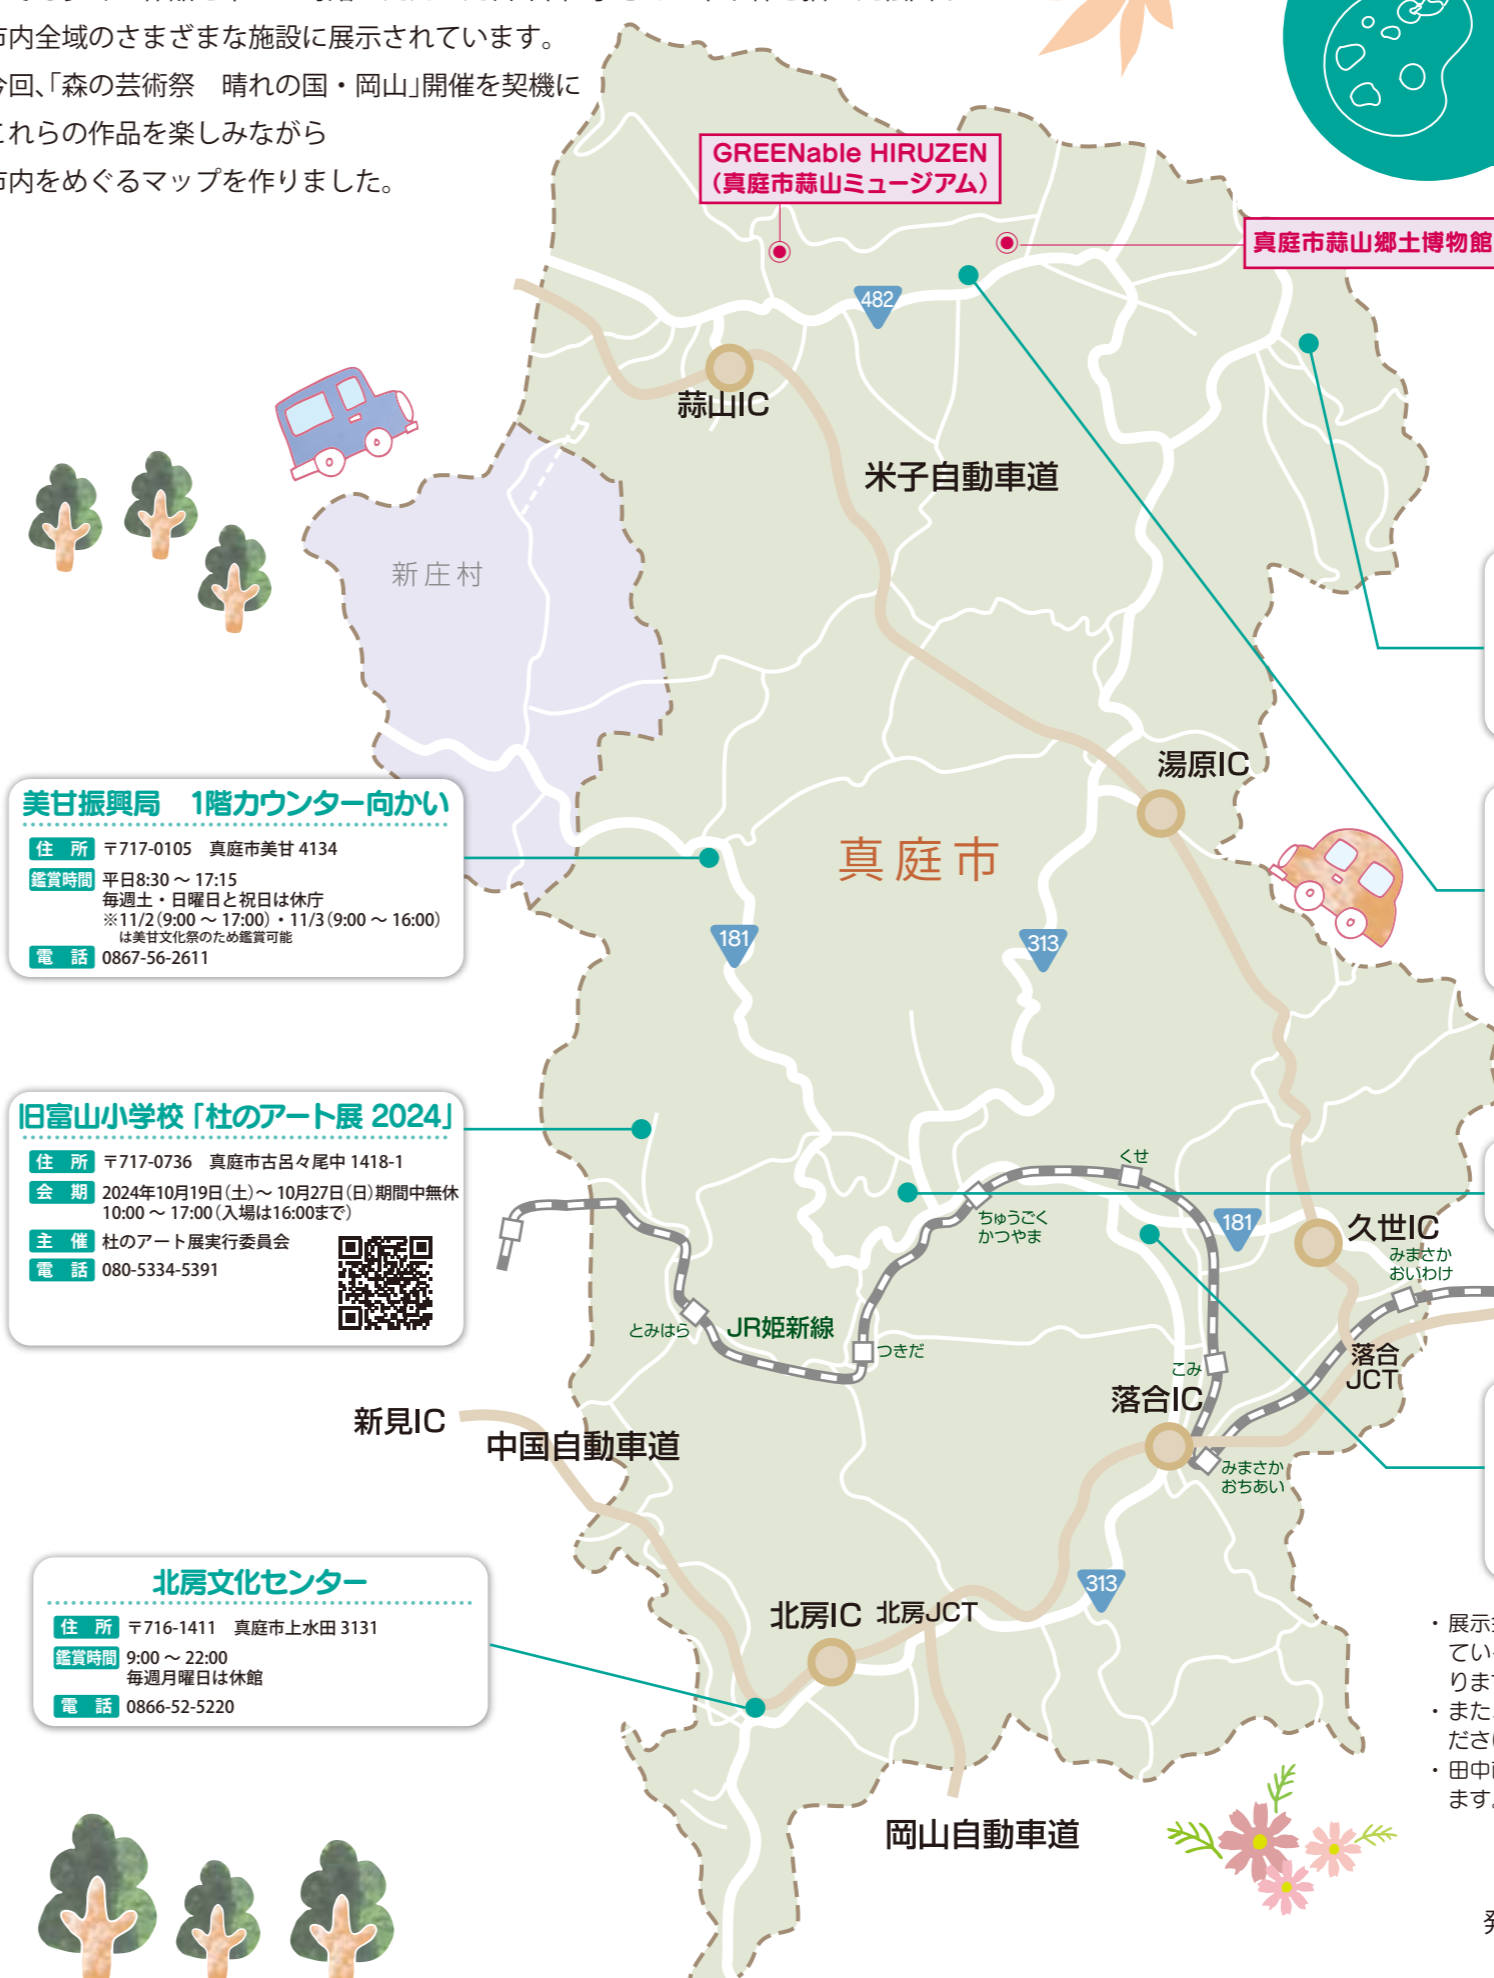 市内全域のさまざまな施設に展示されています。
今回、「森の芸術祭　晴れの国・岡山」開催を契機に
これらの作品を楽しみながら
市内をめぐるマップを作りました。
GREENable HIRUZEN
（真庭市蒜山ミュージアム）
真庭市蒜山郷土博物館
482
蒜山IC
米子自動車道
新庄村
湯原IC
真庭市
美甘振興局　1階カウンター向かい
住　所 〒717-0105　真庭市美甘 4134
鑑賞時間 平日8:30 ～ 17:15
毎週土・日曜日と祝日は休庁
※11/2（9:00 ～ 17:00）・11/3（9:00 ～ 16:00）
は美甘文化祭のため鑑賞可能
電　話 0867-56-2611
181
313
旧富山小学校 「杜のアート展 2024」
住　所 〒717-0736　真庭市古呂々尾中 1418-1
会　期 2024年10月19日（土）～ 10月27日（日）期間中無休
10:00 ～ 17:00（入場は16:00まで）
主　催 杜のアート展実行委員会
電　話 080-5334-5391
くせ
ちゅうごく
かつやま
181
久世IC
みまさか
おいわけ
とみはら
JR姫新線
つきだ
こみ
落合
JCT
落合IC
新見IC
中国自動車道
みまさか
おちあい
北房文化センター
住　所 〒716-1411　真庭市上水田 3131
鑑賞時間 9:00 ～ 22:00
毎週月曜日は休館
電　話 0866-52-5220
313
北房IC
北房JCT
岡山自動車道
・展示
てい
ります
・また
ださい
・田中
ます。
発